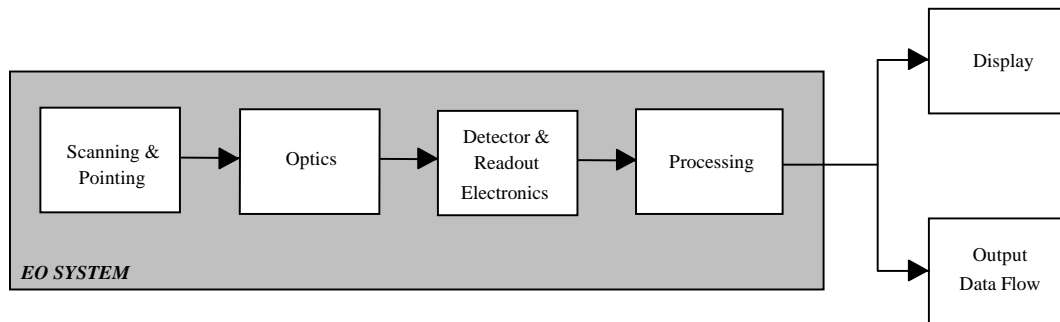 Scanning &
Pointing
Optics
Detector &
Readout
Electronics
Processing
EO SYSTEM
Display
Output
Data Flow